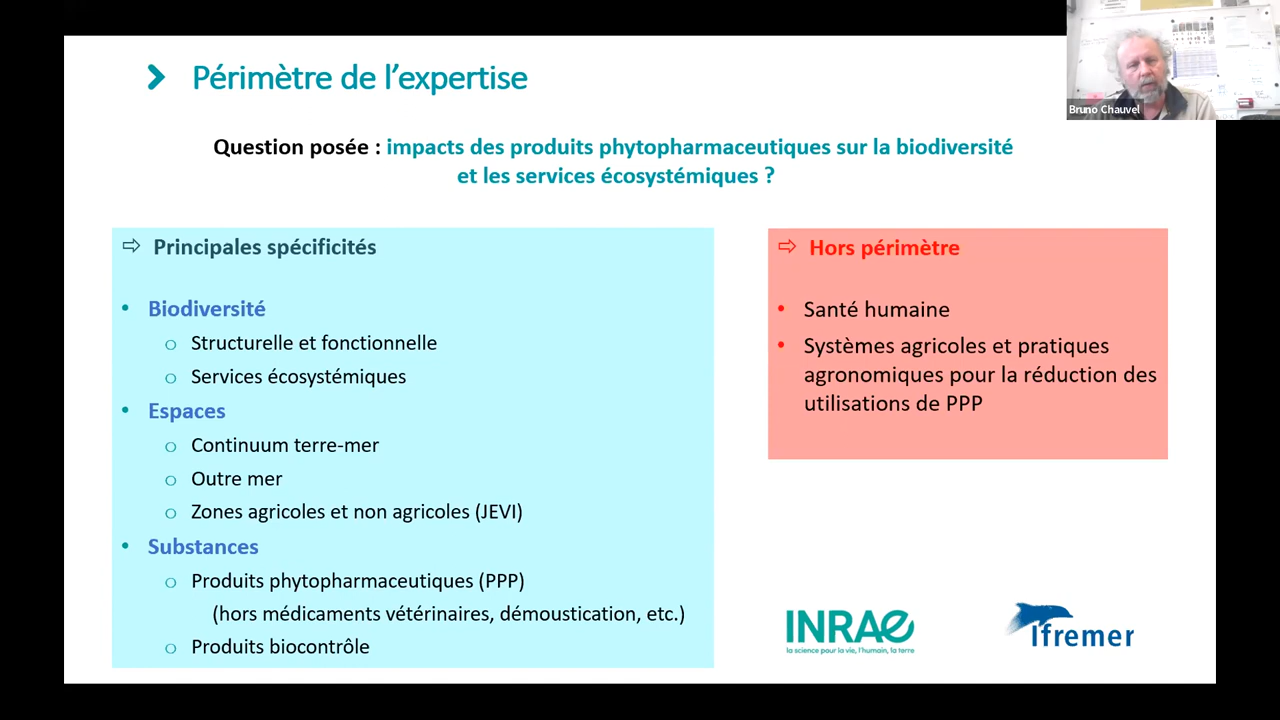 Périmètre de l'expertise
Bruno Chauvel
Question posée : impacts des produits phytopharmaceutiques sur la biodiversité
et les services écosystémiques ?
⇨ Principales spécificités
• Biodiversité
o Structurelle et fonctionnelle
o Services écosystémiques
• Espaces
o Continuum terre-mer
o Outre mer
o Zones agricoles et non agricoles (JEVI)
• Substances
o Produits phytopharmaceutiques (PPP)
(hors médicaments vétérinaires, démoustication, etc.)
o Produits biocontrôle
⇨ Hors périmètre
• Santé humaine
• Systèmes agricoles et pratiques
agronomiques pour la réduction des
utilisations de PPP
INRAE
la science pour la vie, l'humain, la terre
Ifremer